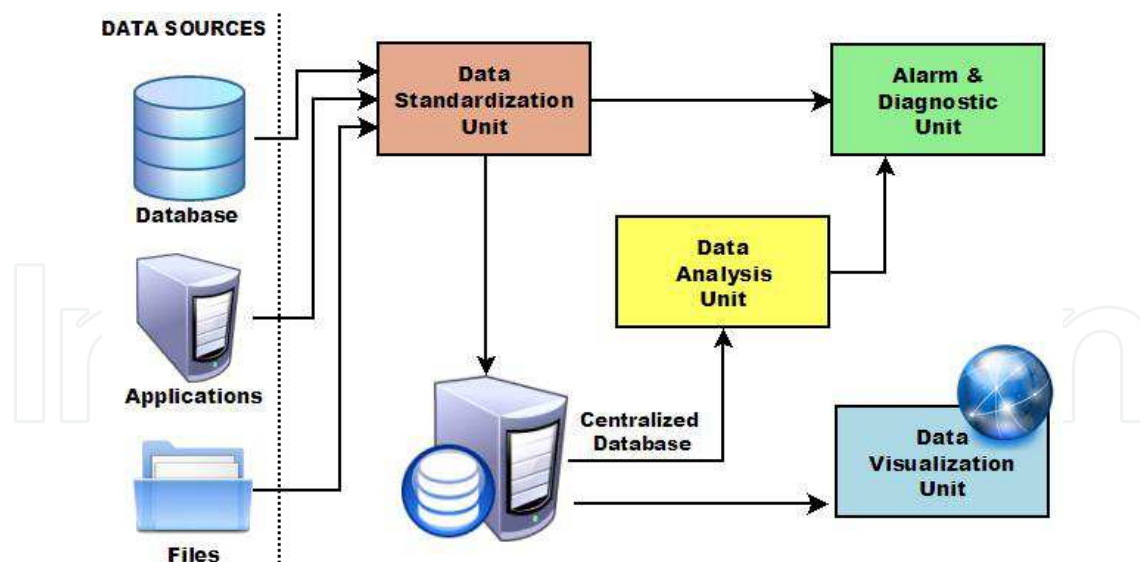 DATA SOURCES
Database
Applications
Files
Data
Standardization
Unit
Alarm &
Diagnostic
Unit
Data
Analysis
Unit
Centralized
Database
Data
Visualization
Unit